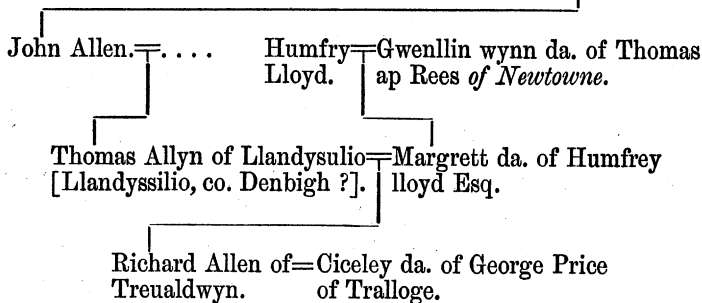 John Allen.=.... Humfry=Gwenllin wynn da. of Thomas
Lloyd. ap Rees of Newtowne.
Thomas Allyn of Llandysulio=Margrett da. of Humfrey
[Llandyssilio, co. Denbigh ?]. lloyd Esq.
Richard Allen of=Ciceley da. of George Price
Treualdwyn. of Tralloge.